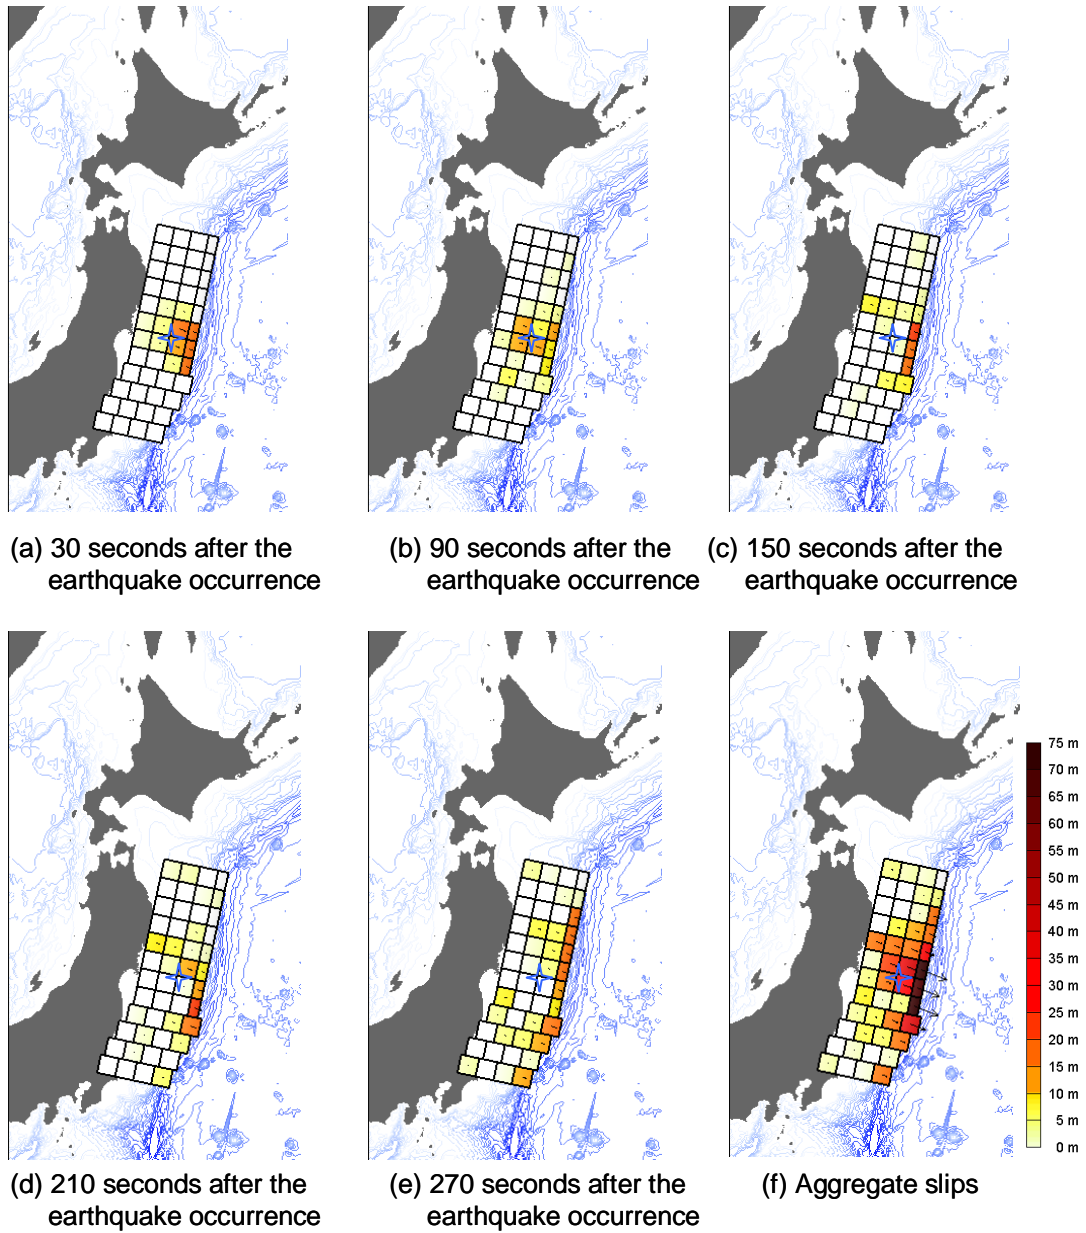 (a) 30 seconds after the
earthquake occurrence
(b) 90 seconds after the
earthquake occurrence
(c) 150 seconds after the
earthquake occurrence
75 m
70 m
65 m
60 m
55 m
50 m
45 m
40 m
35 m
30 m
25 m
20 m
15 m
10 m
5 m
0 m
(d) 210 seconds after the
earthquake occurrence
(e) 270 seconds after the
earthquake occurrence
(f) Aggregate slips